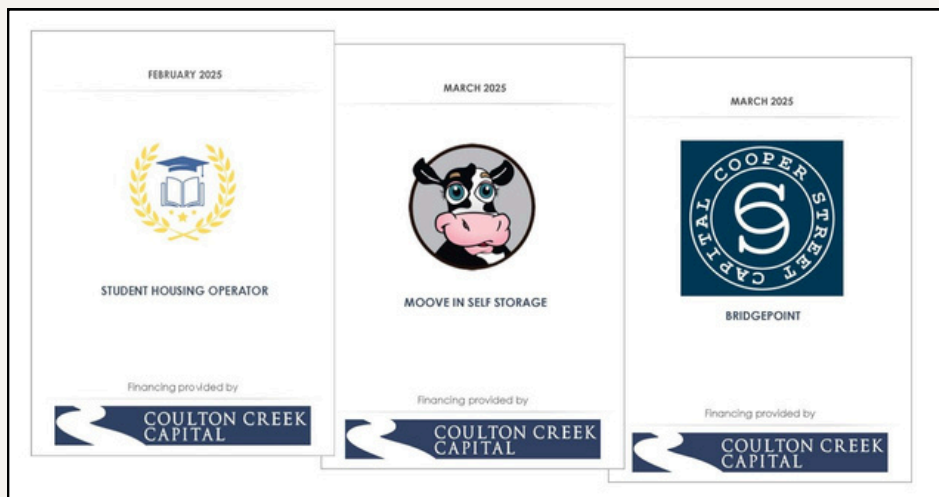 FEBRUARY 2025
STUDENT HOUSING OPERATOR
Financing provided by
COULTON CREEK
CAPITAL
MARCH 2025
MOOVE IN SELF STORAGE
Financing provided by
COULTON CREEK
CAPITAL
MARCH 2025
COOPER STREET CAPITAL
CS
BRIDGEPOINT
Financing provided by
COULTON CREEK
CAPITAL